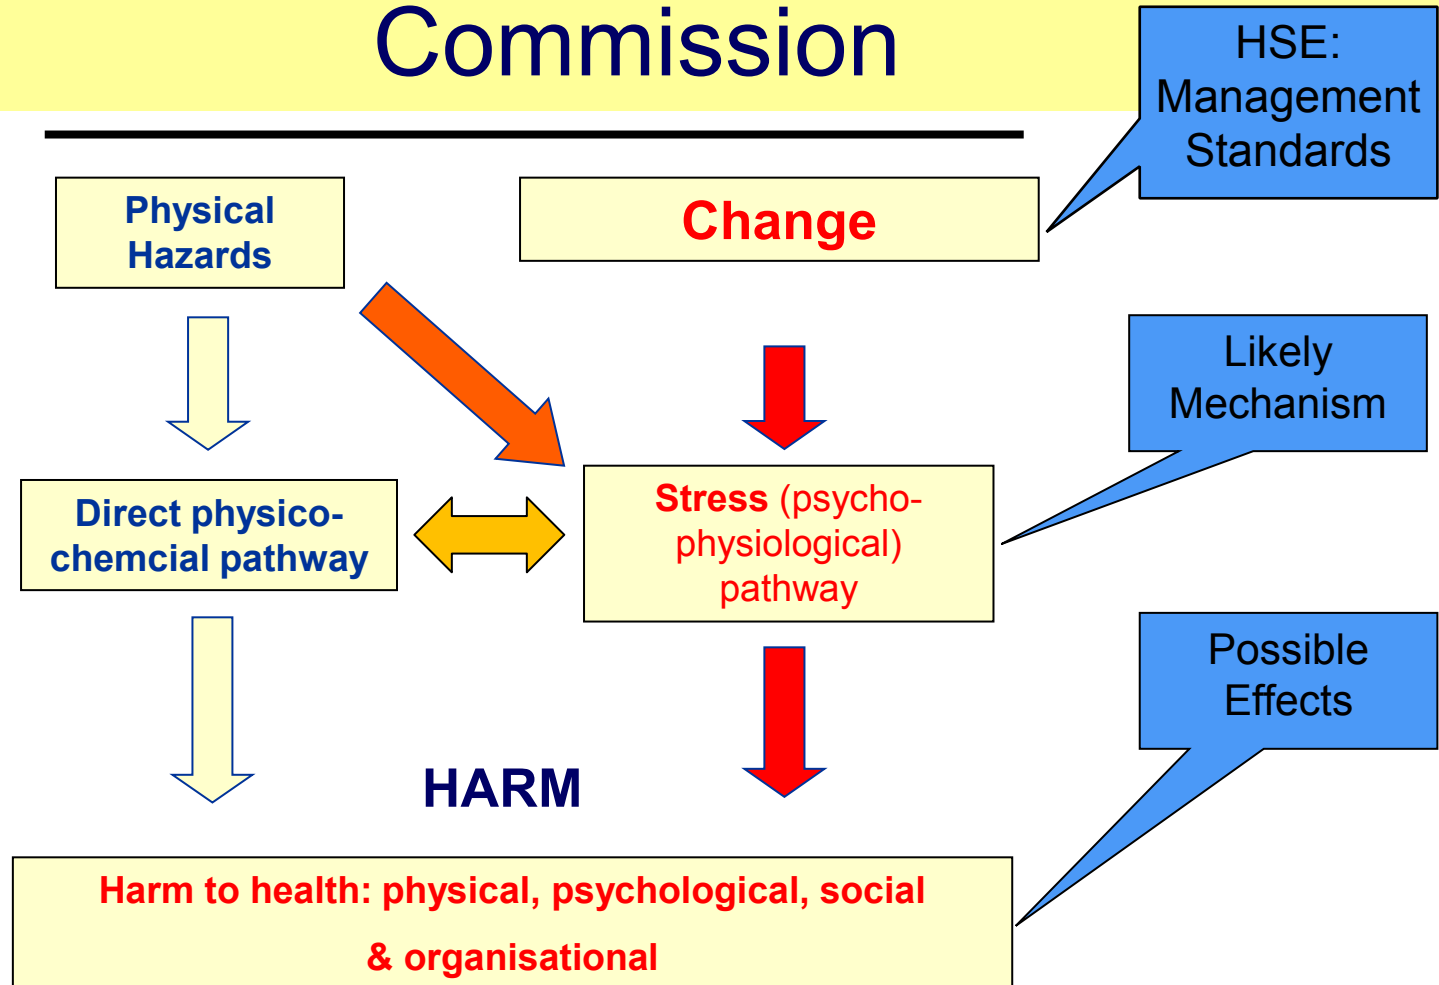 Commission
HSE:
Management
Standards
Physical
Hazards
Change
Likely
Mechanism
Direct physico-
chemcial pathway
Stress (psycho-
physiological)
pathway
Possible
Effects
HARM
Harm to health: physical, psychological, social
& organisational